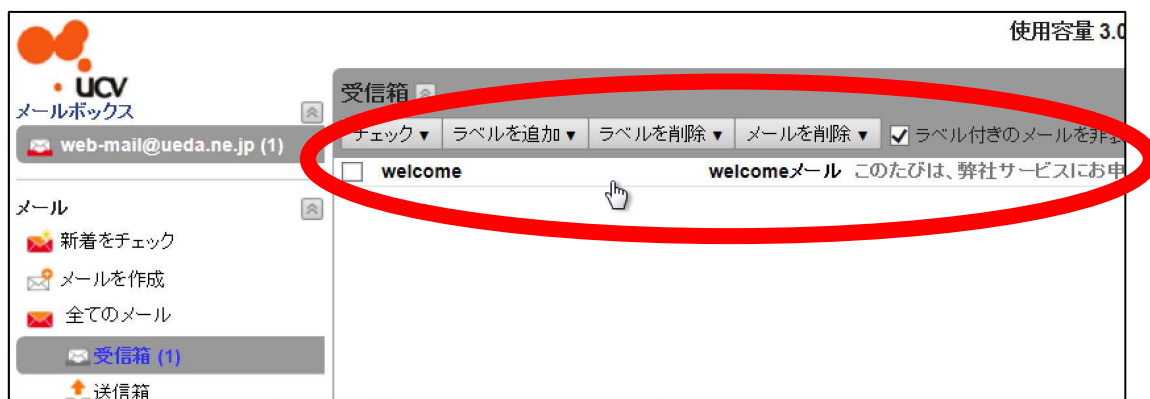 使用容量 3.0
ucv
メールボックス
web-mail@ueda.ne.jp (1)
受信箱
チェック▼ ラベルを追加▼ ラベルを削除▼ メールを削除▼ ラベル付きのメールを非
welcome welcomeメール このたびは、弊社サービスにお申
メール
新着をチェック
メールを作成
全てのメール
受信箱 (1)
送信箱